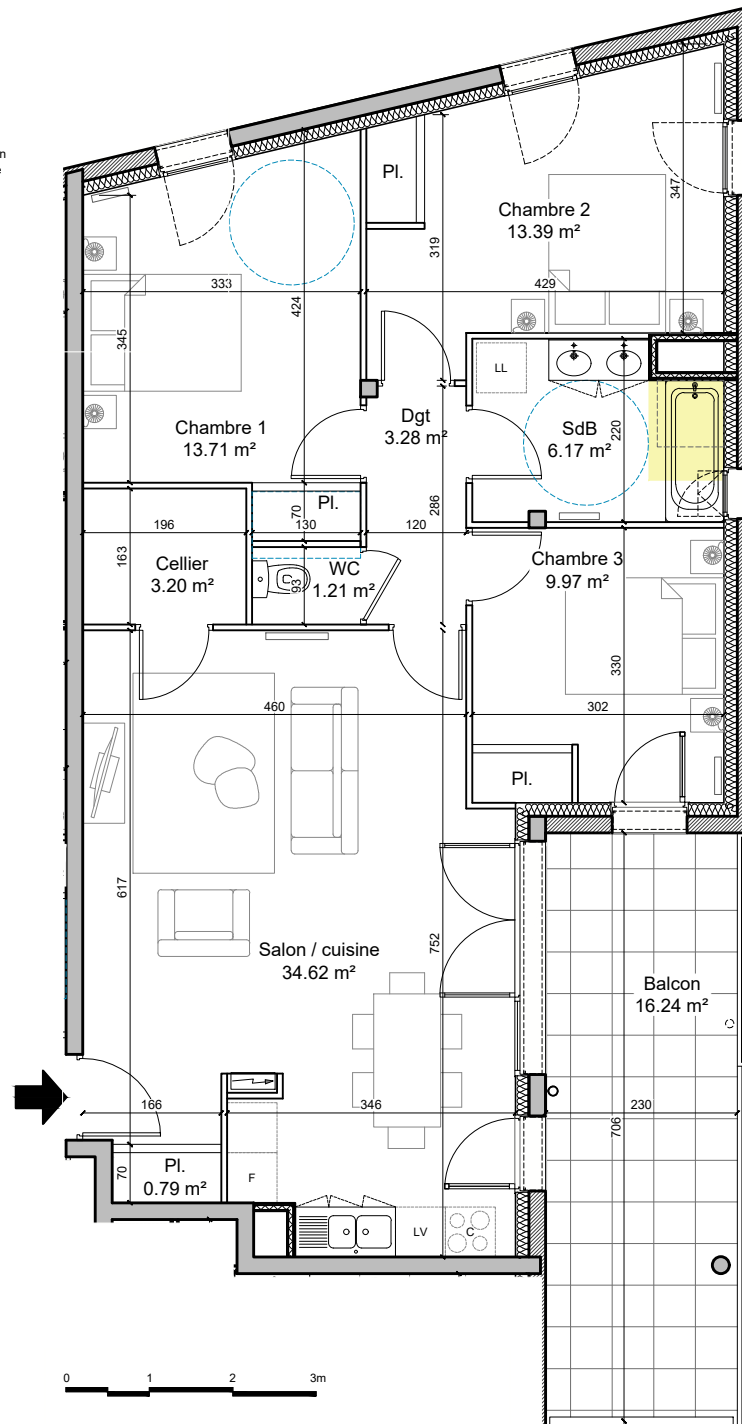 n
e
Pl.
Chambre 2
13.39 m²
347
319
333
429
424
345
LL
Chambre 1
13.71 m²
Dgt
3.28 m²
SdB
6.17 m²
220
286
Pl.
70
196
130
120
163
Cellier
3.20 m²
WC
1.21 m²
93
Chambre 3
9.97 m²
330
460
302
Pl.
617
752
Salon / cuisine
34.62 m²
Balcon
16.24 m²
166
346
230
706
70
Pl.
0.79 m²
F
LV
C
0 1 2 3m